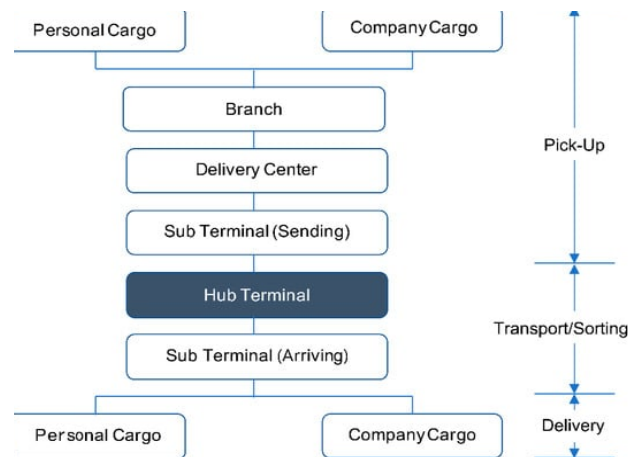 Personal Cargo
Company Cargo
Branch
Pick-Up
Delivery Center
Sub Terminal (Sending)
Hub Terminal
Transport/Sorting
Sub Terminal (Arriving)
Delivery
Personal Cargo
Company Cargo